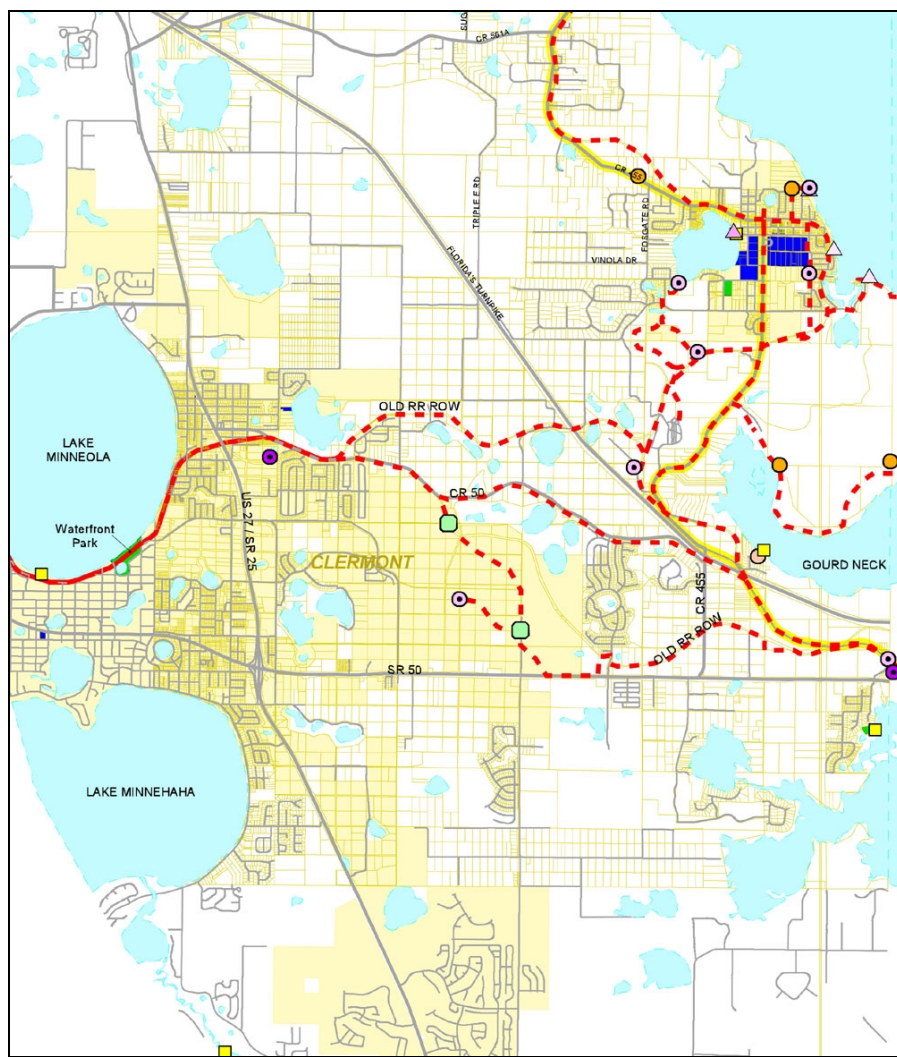 SUG
CR 561A
TRIPLE E RD
CR 455
FOSGATE RD
VINOLA DR
FLORIDA'S TURNPIKE
OLD RR ROW
LAKE
MINNEOLA
CR 50
US 27 / SR 25
Waterfront
Park
CLERMONT
GOURD NECK
CR 455
OLD RR ROW
SR 50
LAKE MINNEHAHA